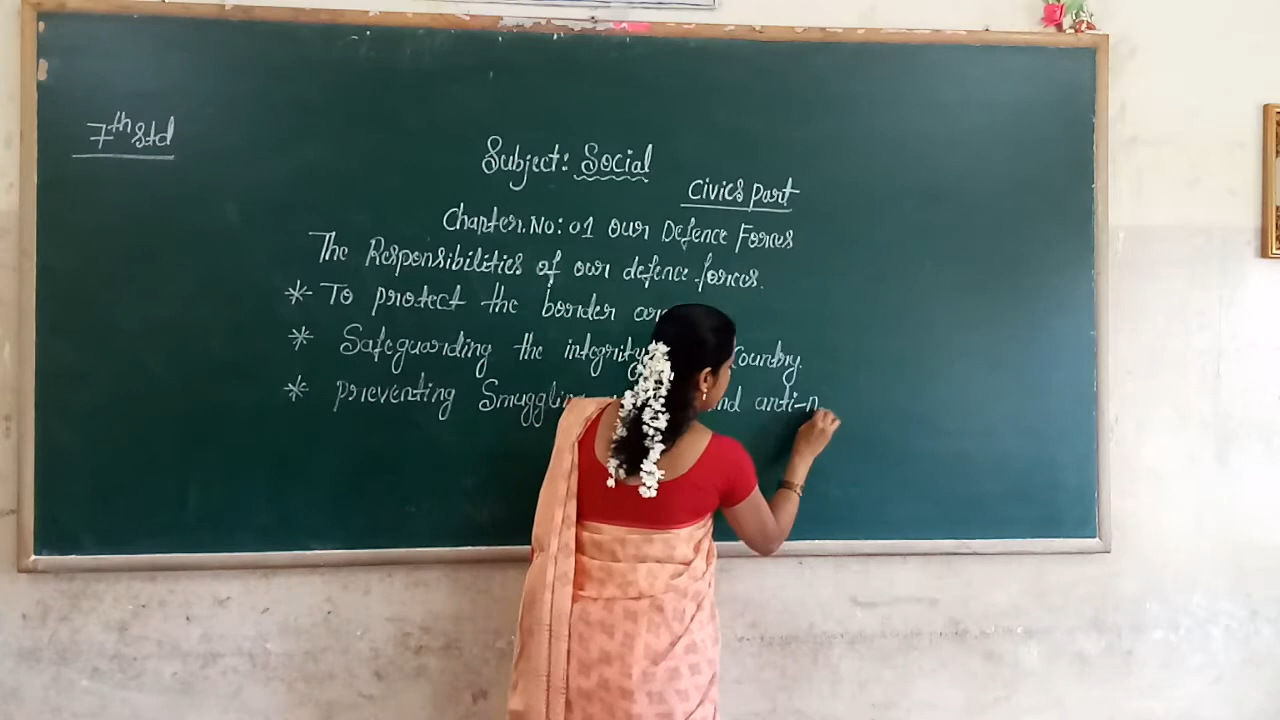 7th Std
Subject: Social
Civics part
Chapter.No: 01 Our Defence Forces
The Responsibilities of our defence forces.
* To protect the border
* Safeguarding the integrity country.
* preventing Smuggling and anti-n